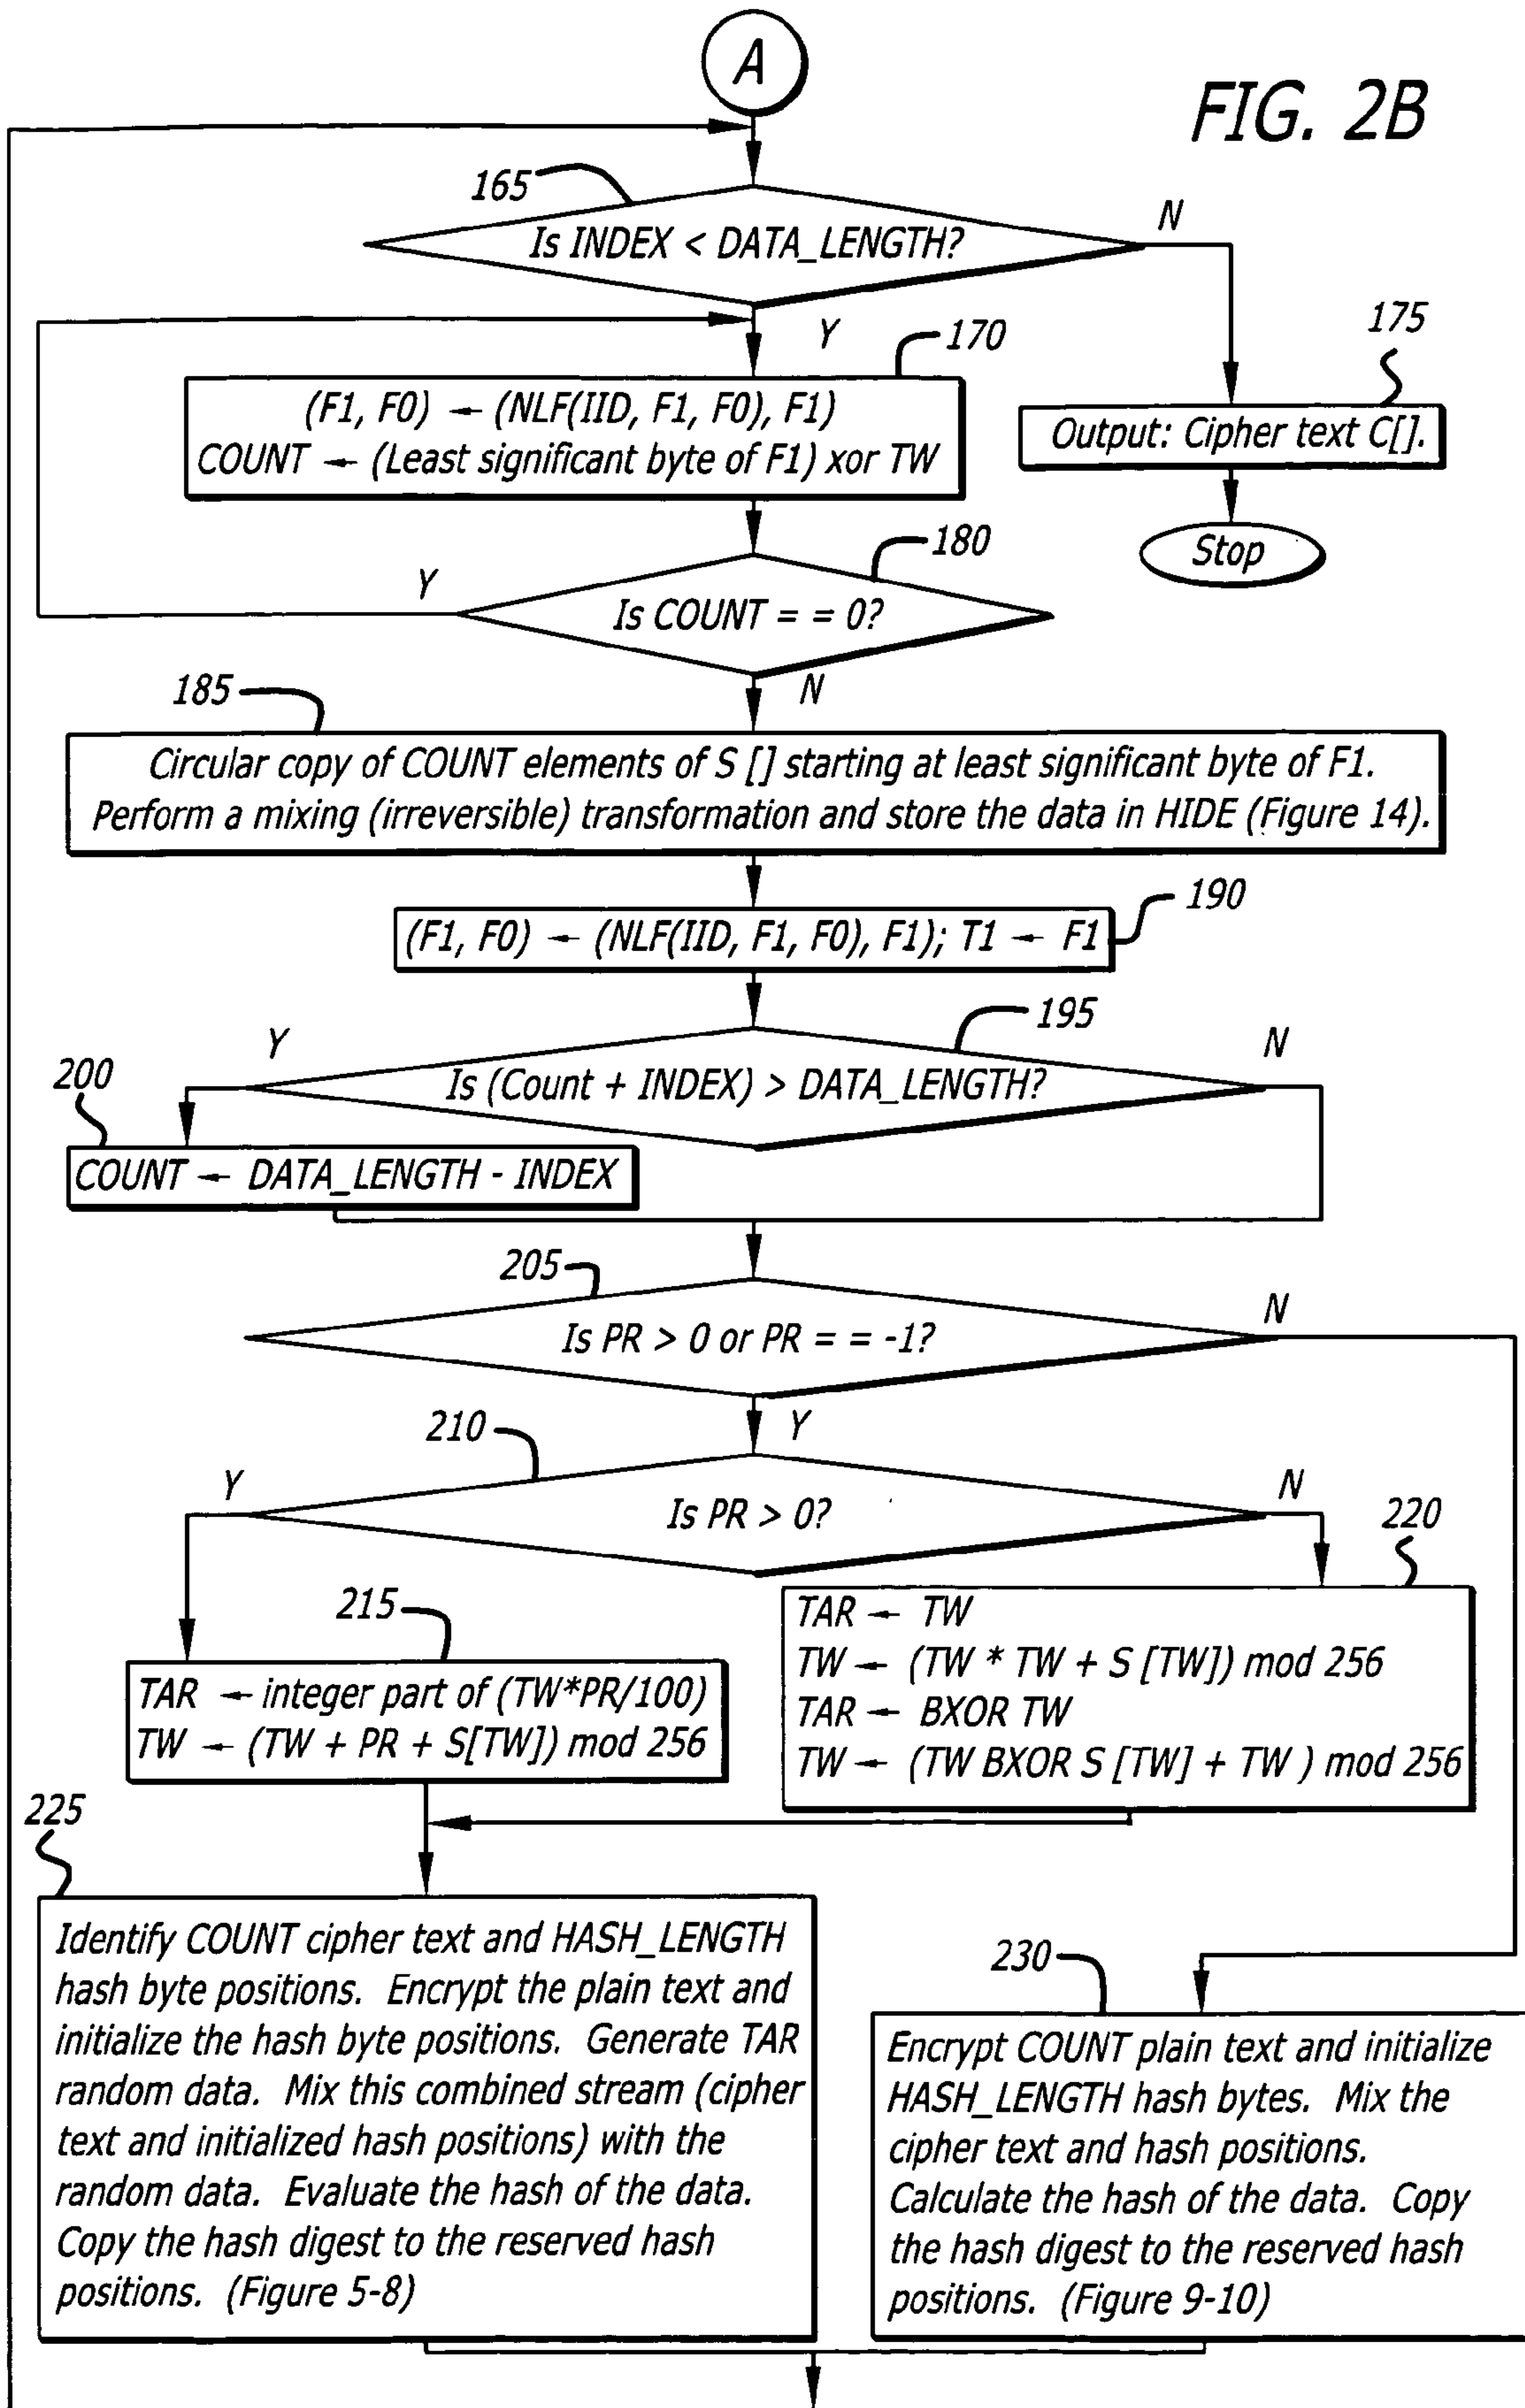 A
FIG. 2B
165
Is INDEX < DATA_LENGTH?
N
Y
170
175
(F1, F0) ← (NLF(IID, F1, F0), F1)
COUNT ← (Least significant byte of F1) xor TW
Output: Cipher text C[].
180
Stop
Y
Is COUNT = = 0?
N
185
Circular copy of COUNT elements of S [] starting at least significant byte of F1.
Perform a mixing (irreversible) transformation and store the data in HIDE (Figure 14).
190
(F1, F0) ← (NLF(IID, F1, F0), F1); T1 ← F1
195
Y
N
200
Is (Count + INDEX) > DATA_LENGTH?
COUNT ← DATA_LENGTH - INDEX
205
N
Is PR > 0 or PR = = -1?
210
Y
Y
N
Is PR > 0?
220
215
TAR ← integer part of (TW*PR/100)
TW ← (TW + PR + S[TW]) mod 256
TAR ← TW
TW ← (TW * TW + S [TW]) mod 256
TAR ← BXOR TW
TW ← (TW BXOR S [TW] + TW ) mod 256
225
Identify COUNT cipher text and HASH_LENGTH
hash byte positions. Encrypt the plain text and
initialize the hash byte positions. Generate TAR
random data. Mix this combined stream (cipher
text and initialized hash positions) with the
random data. Evaluate the hash of the data.
Copy the hash digest to the reserved hash
positions. (Figure 5-8)
230
Encrypt COUNT plain text and initialize
HASH_LENGTH hash bytes. Mix the
cipher text and hash positions.
Calculate the hash of the data. Copy
the hash digest to the reserved hash
positions. (Figure 9-10)